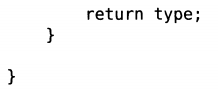 return type;
}
}